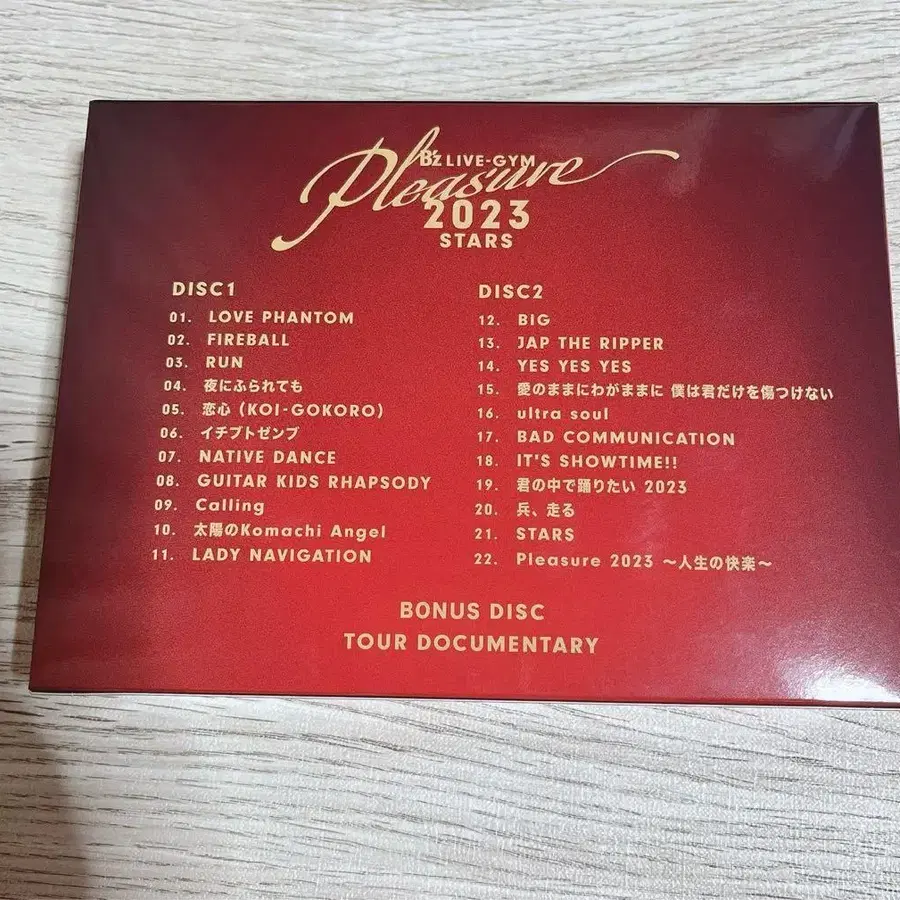 B'z LIVE-GYM
Pleasure
2023
STARS
DISC1
01. LOVE PHANTOM
02. FIREBALL
03. RUN
04. 夜にふられても
05. 恋心 (KOI-GOKORO)
06. イチブトゼンブ
07. NATIVE DANCE
08. GUITAR KIDS RHAPSODY
09. Calling
10. 太陽のKomachi Angel
11. LADY NAVIGATION
DISC2
12. BIG
13. JAP THE RIPPER
14. YES YES YES
15. 愛のままにわがままに 僕は君だけを傷つけない
16. ultra soul
17. BAD COMMUNICATION
18. IT'S SHOWTIME!!
19. 君の中で踊りたい 2023
20. 兵、走る
21. STARS
22. Pleasure 2023 〜人生の快楽〜
BONUS DISC
TOUR DOCUMENTARY